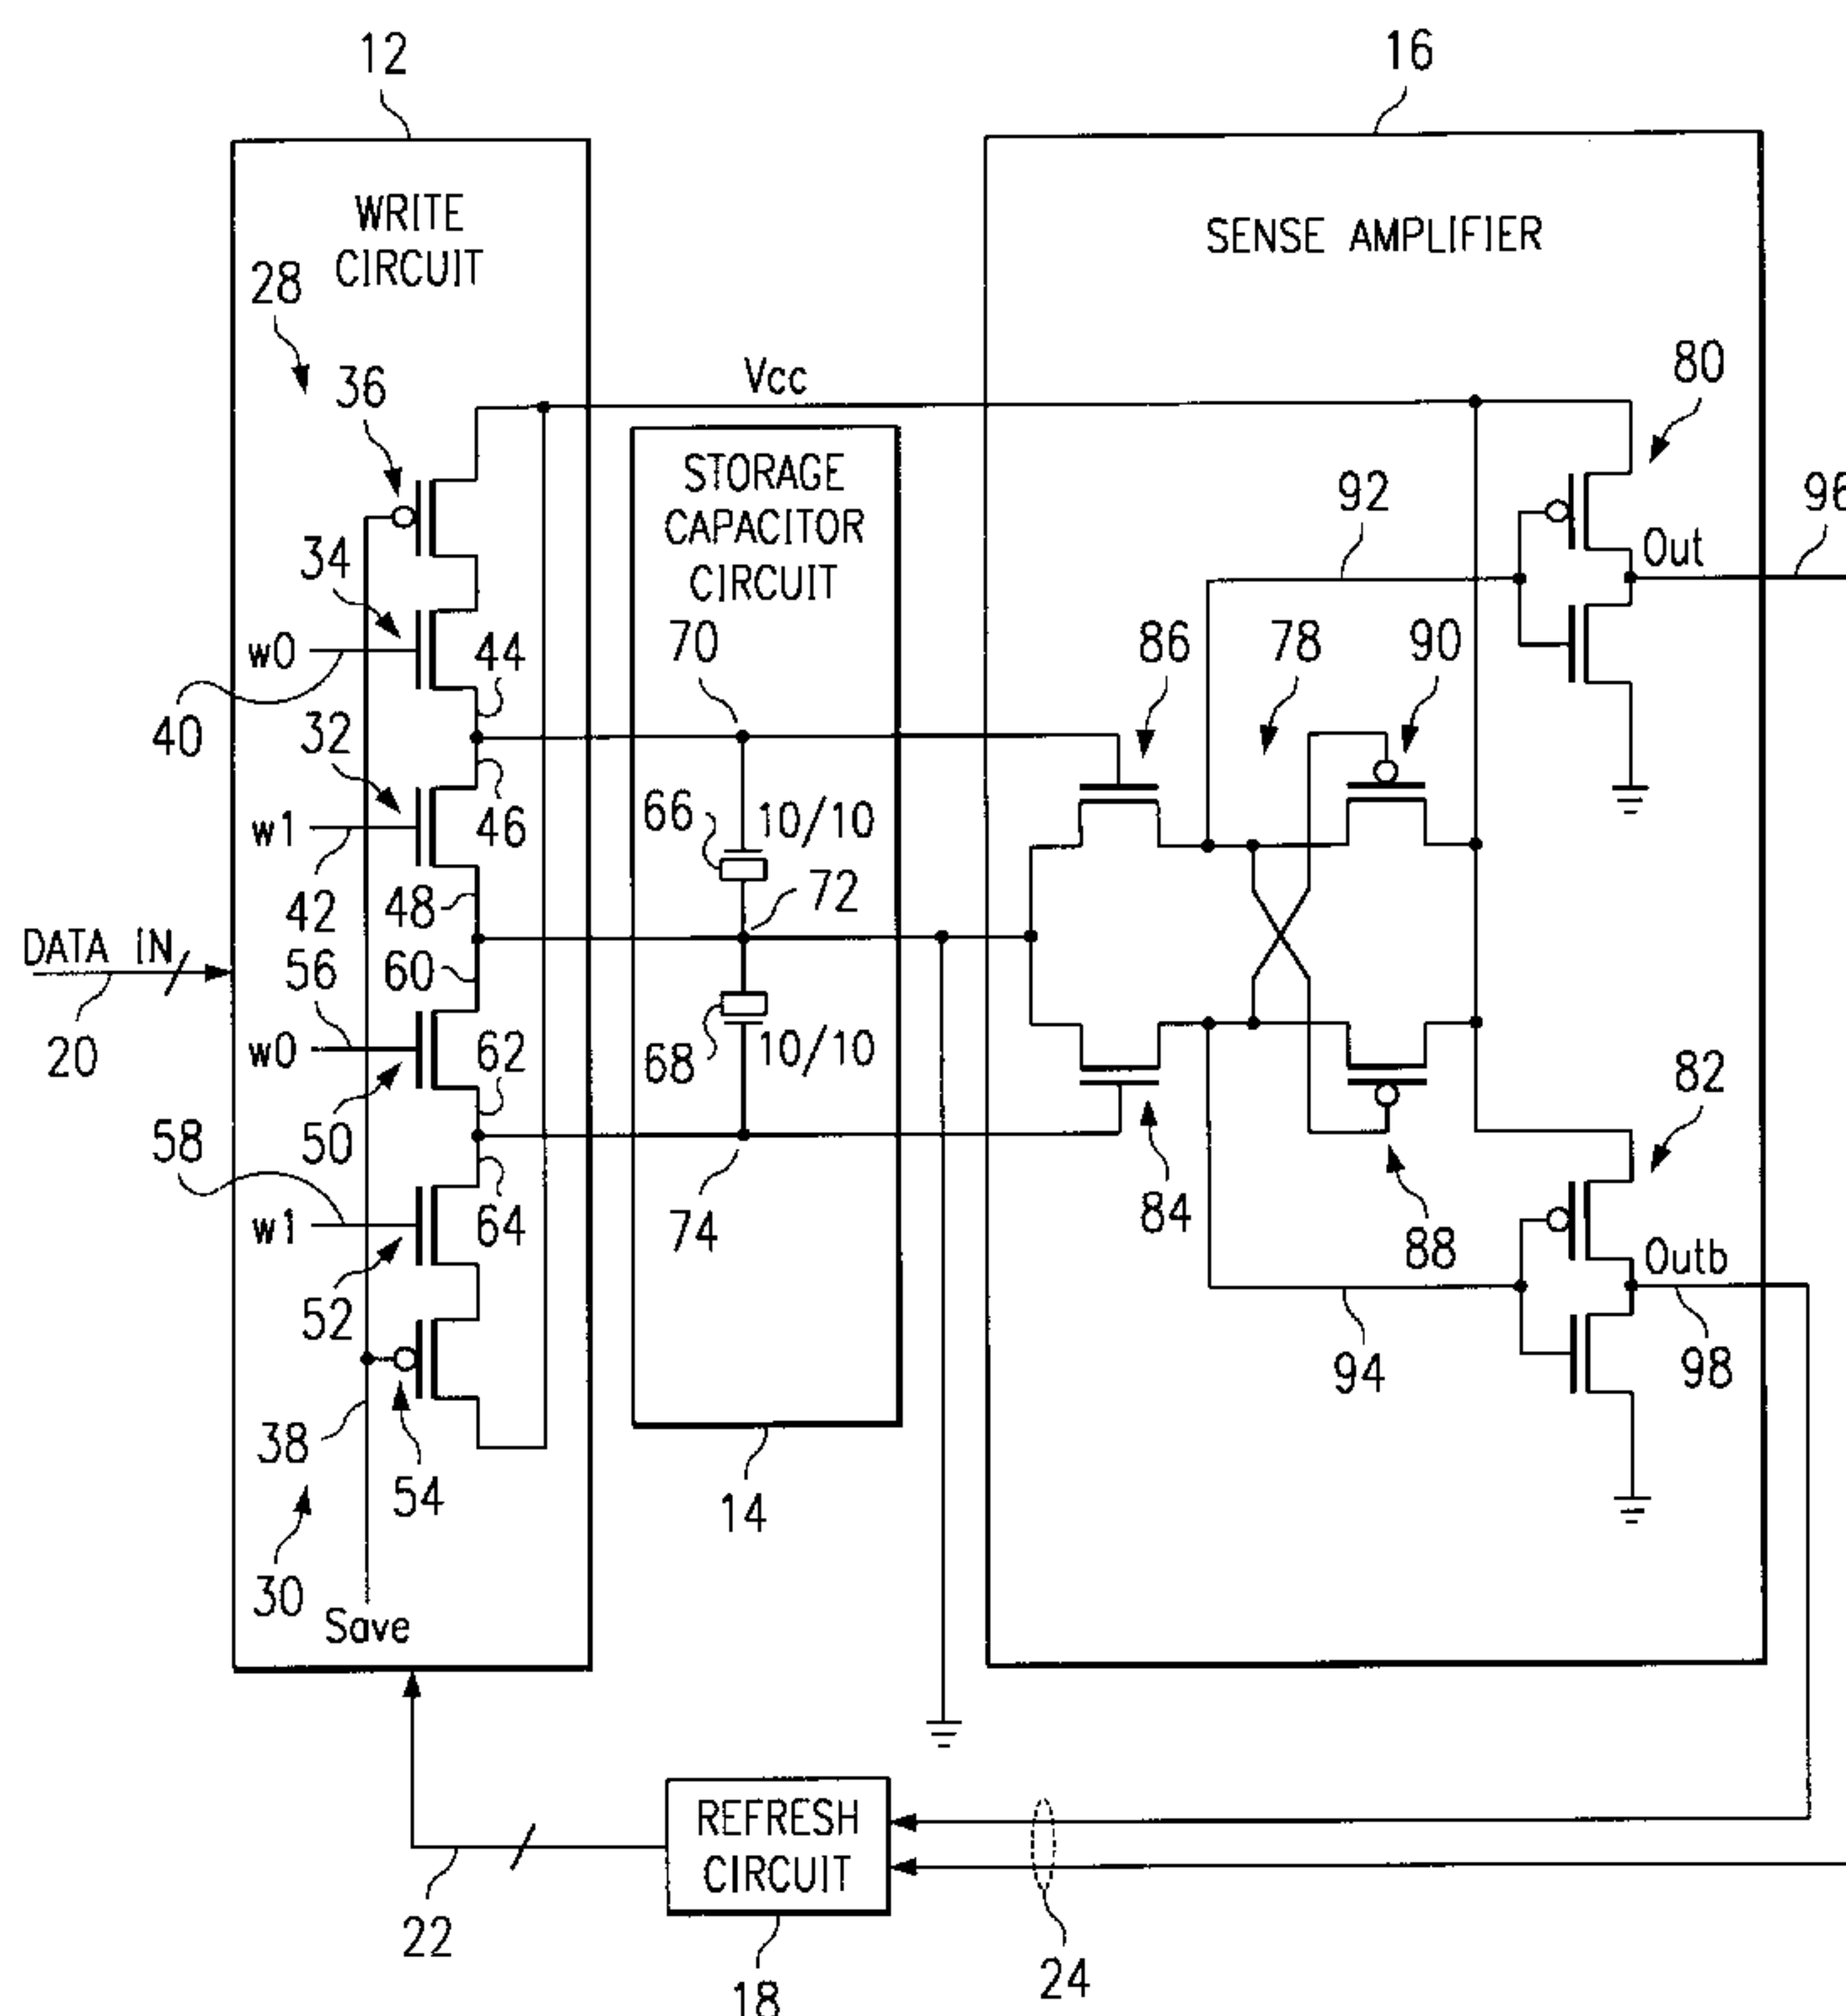 12
16
WRITE
CIRCUIT
SENSE AMPLIFIER
28
36
Vcc
80
STORAGE
CAPACITOR
CIRCUIT
92
96
34
Out
w0
44
70
86
78
90
40
32
66
10/10
w1
46
42
48
72
DATA IN
56
60
20
w0
62
68
10/10
82
58
50
w1
64
74
84
88
Outb
52
94
98
38
54
14
30
Save
REFRESH
CIRCUIT
22
18
24